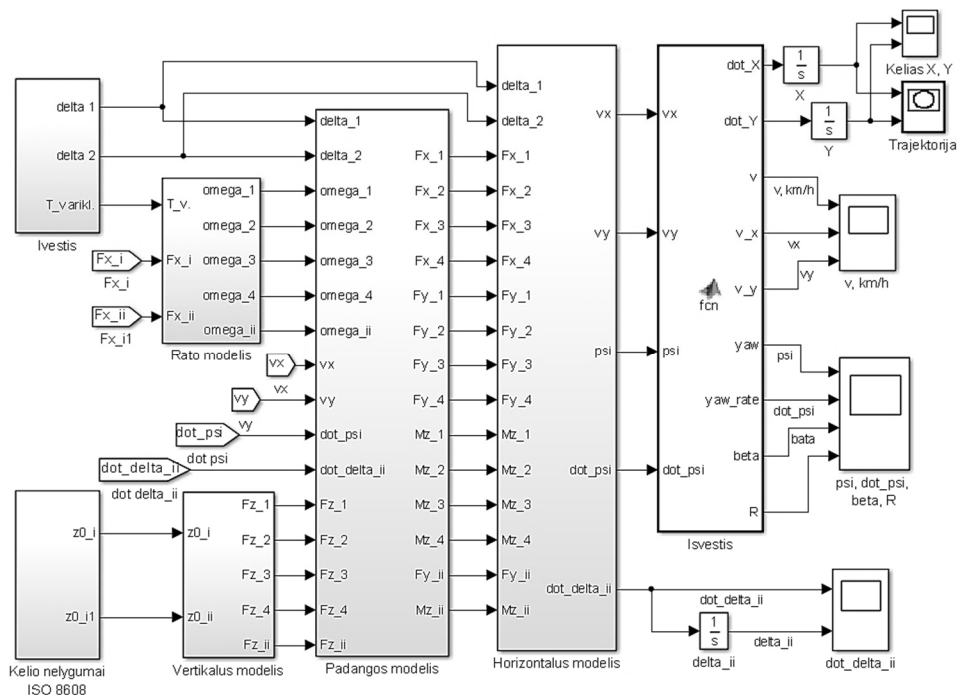 delta 1
delta 2
T_varikl.
Ivestis
Fx_i
Fx_i
Fx_ii
Fx_i1
T_v.
Fx_i
Fx_ii
omega_1
omega_2
omega_3
omega_4
omega_ii
Rato modelis
vx
vx
vy
vy
dot_psi
dot psi
dot_delta_ii
dot delta_ii
z0_i
z0_i1
Kelio nelygumai
ISO 8608
z0_i
z0_ii
Fz_1
Fz_2
Fz_3
Fz_4
Fz_ii
Vertikalus modelis
delta_1
delta_2
omega_1
omega_2
omega_3
omega_4
omega_ii
vx
vy
dot_psi
dot_delta_ii
Fz_1
Fz_2
Fz_3
Fz_4
Fz_ii
Fx_1
Fx_2
Fx_3
Fx_4
Fy_1
Fy_2
Fy_3
Fy_4
Mz_1
Mz_2
Mz_3
Mz_4
Fy_ii
Mz_ii
Padangos modelis
delta_1
delta_2
Fx_1
Fx_2
Fx_3
Fx_4
Fy_1
Fy_2
Fy_3
Fy_4
Mz_1
Mz_2
Mz_3
Mz_4
Fy_ii
Mz_ii
vx
vy
psi
dot_psi
dot_delta_ii
Horizontalus modelis
vx
vy
psi
dot_psi
fcn
dot_X
dot_Y
v
v_x
v_y
yaw
yaw_rate
beta
R
Isvestis
1
s
X
1
s
Y
Kelias X, Y
Trajektorija
v, km/h
vx
vy
v, km/h
psi
dot_psi
bata
psi, dot_psi,
beta, R
dot_delta_ii
1
s
delta_ii
delta_ii
dot_delta_ii